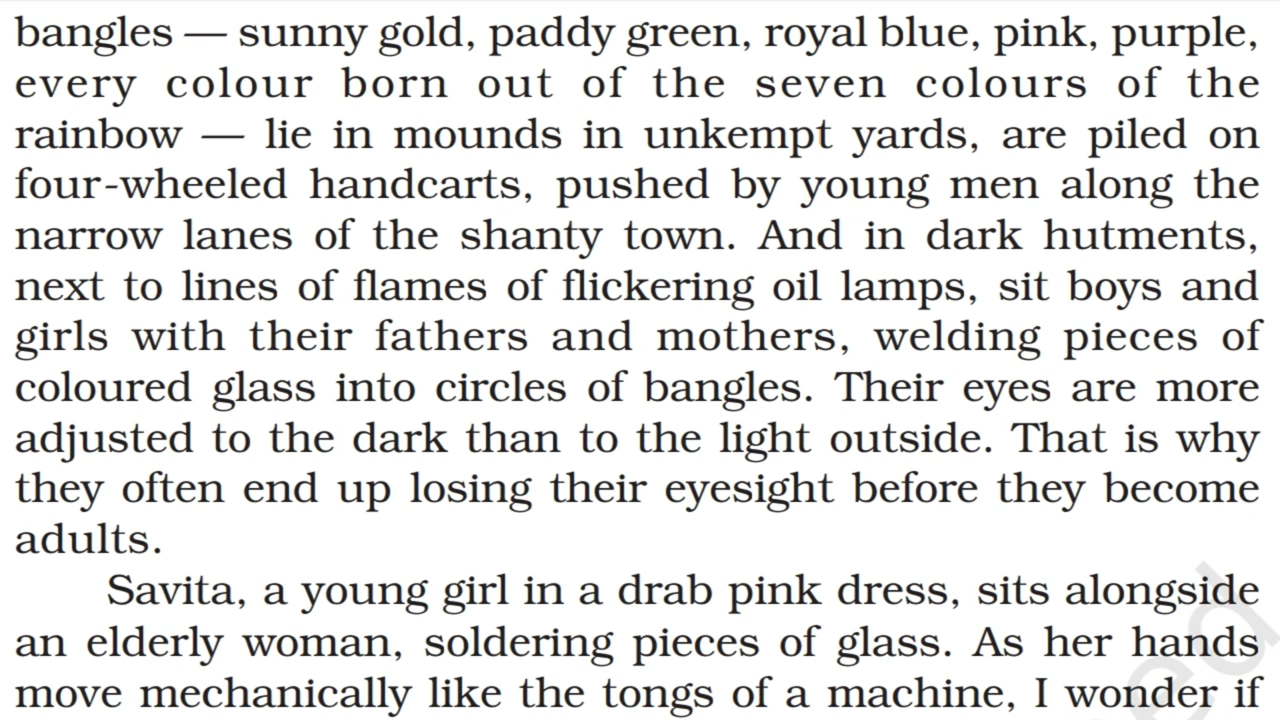 bangles — sunny gold, paddy green, royal blue, pink, purple,
every colour born out of the seven colours of the
rainbow — lie in mounds in unkempt yards, are piled on
four-wheeled handcarts, pushed by young men along the
narrow lanes of the shanty town. And in dark hutments,
next to lines of flames of flickering oil lamps, sit boys and
girls with their fathers and mothers, welding pieces of
coloured glass into circles of bangles. Their eyes are more
adjusted to the dark than to the light outside. That is why
they often end up losing their eyesight before they become
adults.
Savita, a young girl in a drab pink dress, sits alongside
an elderly woman, soldering pieces of glass. As her hands
move mechanically like the tongs of a machine, I wonder if